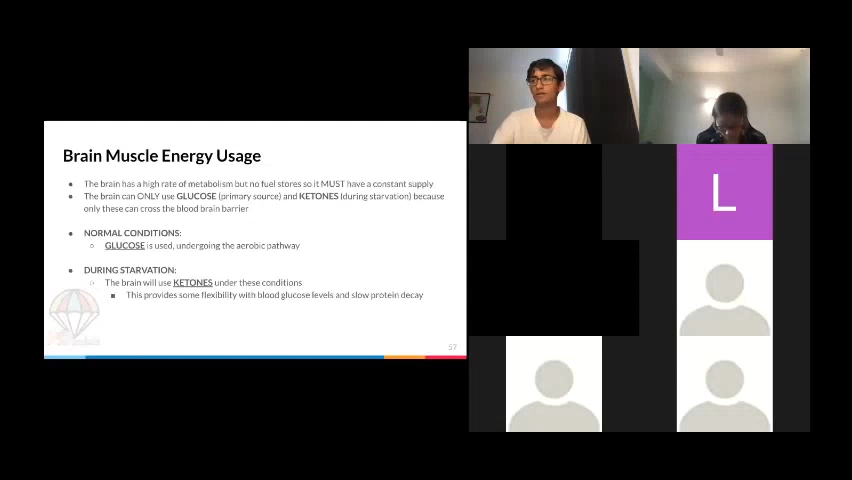 Brain Muscle Energy Usage
● The brain has a high rate of metabolism but no fuel stores so it MUST have a constant supply
● The brain can ONLY use GLUCOSE (primary source) and KETONES (during starvation) because
only these can cross the blood brain barrier
● NORMAL CONDITIONS:
○ GLUCOSE is used, undergoing the aerobic pathway
● DURING STARVATION:
○ The brain will use KETONES under these conditions
■ This provides some flexibility with blood glucose levels and slow protein decay
57
L